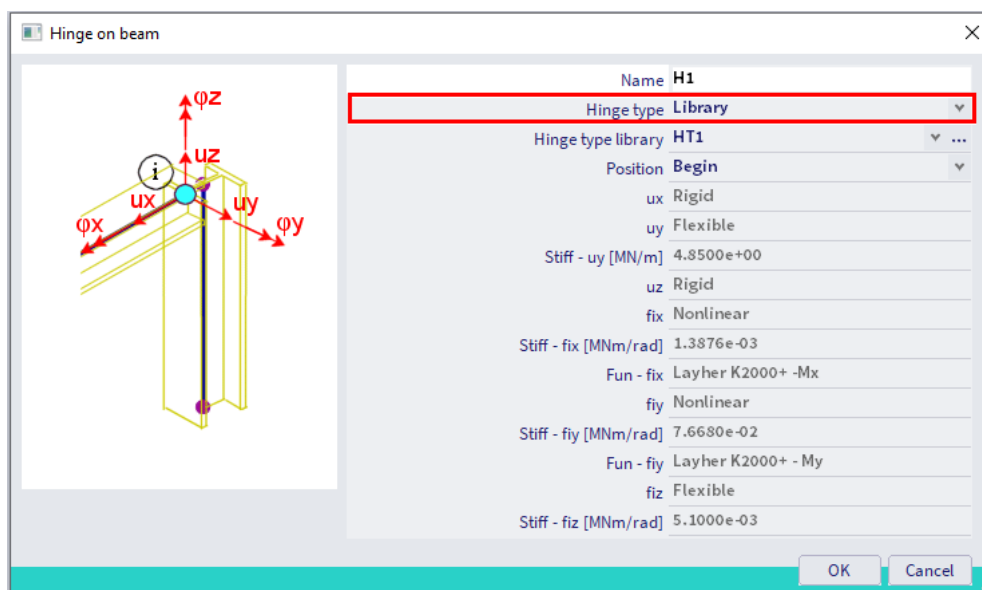 Hinge on beam
φz
uz
i
ux
uy
φx
φy
Name H1
Hinge type Library
Hinge type library HT1 ...
Position Begin
ux Rigid
uy Flexible
Stiff - uy [MN/m] 4.8500e+00
uz Rigid
fix Nonlinear
Stiff - fix [MNm/rad] 1.3876e-03
Fun - fix Layher K2000+ -Mx
fiy Nonlinear
Stiff - fiy [MNm/rad] 7.6680e-02
Fun - fiy Layher K2000+ - My
fiz Flexible
Stiff - fiz [MNm/rad] 5.1000e-03
OK Cancel